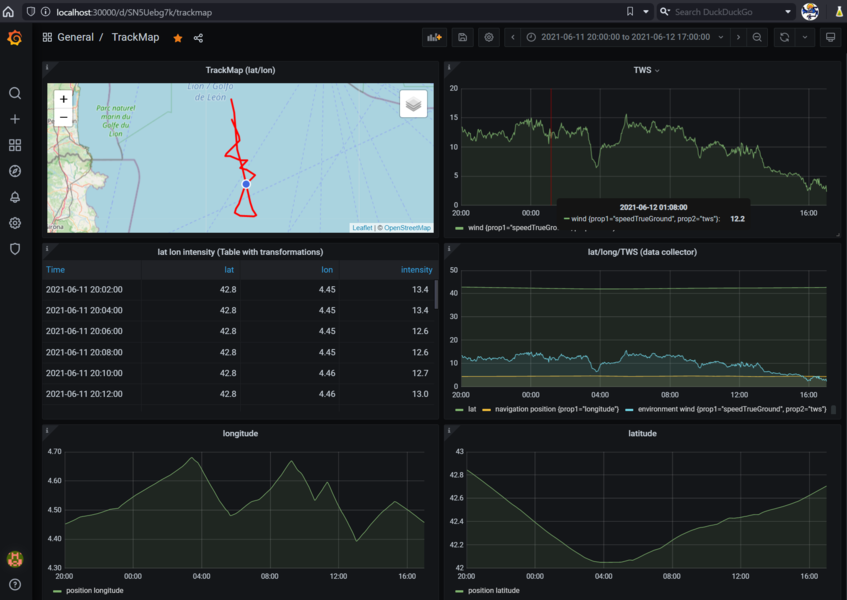 localhost:30000/d/SN5Uebg7k/trackmap
Search DuckDuckGo
General / TrackMap
2021-06-11 20:00:00 to 2021-06-12 17:00:00
TrackMap (lat/lon)
+
−
Lion / Golfo
de León
Parc naturel
marin du
Golfe du
Lion
Leaflet | © OpenStreetMap
TWS
20
15
10
5
0
20:00 00:00 16:00
2021-06-12 01:08:00
wind {prop1="speedTrueGround", prop2="tws"}: 12.2
wind {prop1="speedTrueGro
lat lon intensity (Table with transformations)
Time lat lon intensity
2021-06-11 20:02:00 42.8 4.45 13.4
2021-06-11 20:04:00 42.8 4.45 13.4
2021-06-11 20:06:00 42.8 4.45 12.6
2021-06-11 20:08:00 42.8 4.45 12.6
2021-06-11 20:10:00 42.8 4.46 12.7
2021-06-11 20:12:00 42.8 4.46 13.0
lat/long/TWS (data collector)
50
40
30
20
10
0
20:00 00:00 04:00 08:00 12:00 16:00
lat navigation position {prop1="longitude"} environment wind {prop1="speedTrueGround", prop2="tws"}
longitude
4.70
4.60
4.50
4.40
4.30
20:00 00:00 04:00 08:00 12:00 16:00
position longitude
latitude
43
42.8
42.6
42.4
42.2
42
20:00 00:00 04:00 08:00 12:00 16:00
position latitude